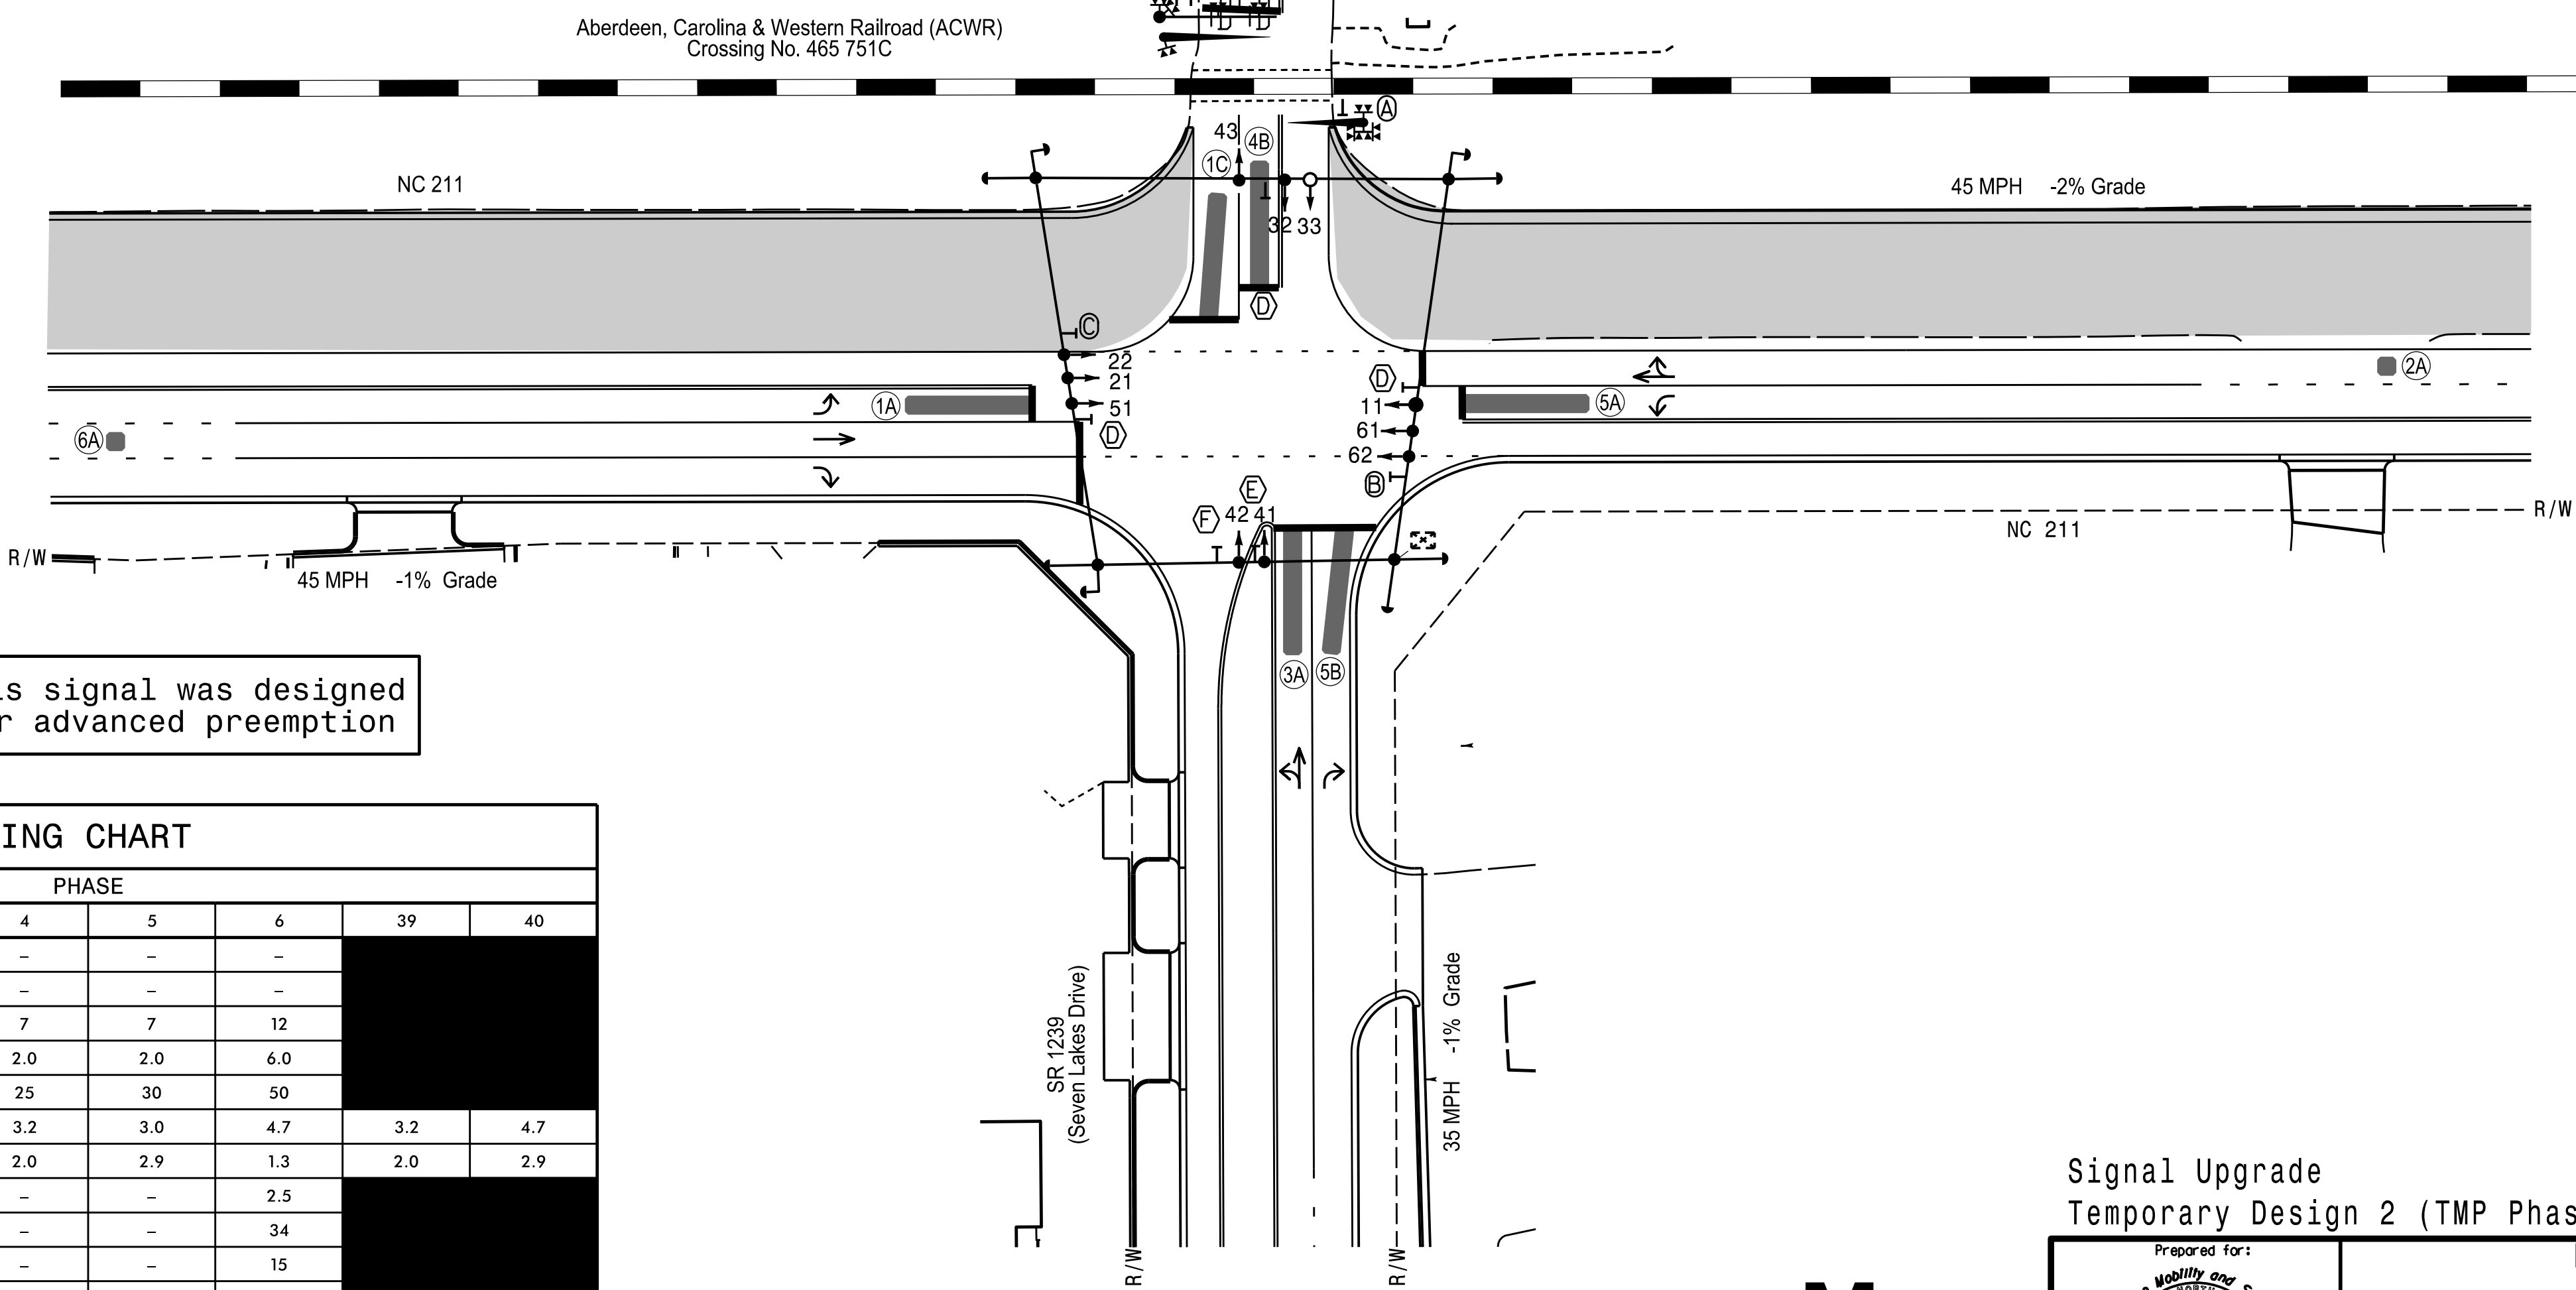 Aberdeen, Carolina & Western Railroad (ACWR)
Crossing No. 465 751C
A
43
4B
1C
NC 211
45 MPH -2% Grade
32 33
D
C
22
21
51
D
11
61
62
B
D
1A
5A
2A
6A
E
F 42 41
R/W
NC 211
R/W
45 MPH -1% Grade
3A 5B
signal was designed
advanced preemption
CHART
PHASE
4 5 6 39 40
- - -
- - -
7 7 12
2.0 2.0 6.0
25 30 50
3.2 3.0 4.7 3.2 4.7
2.0 2.9 1.3 2.0 2.9
- - 2.5
- - 34
- - 15
SR 1239
(Seven Lakes Drive)
35 MPH -1% Grade
R/W
R/W
Signal Upgrade
Temporary Design 2 (TMP
Prepared for:
Mobility and